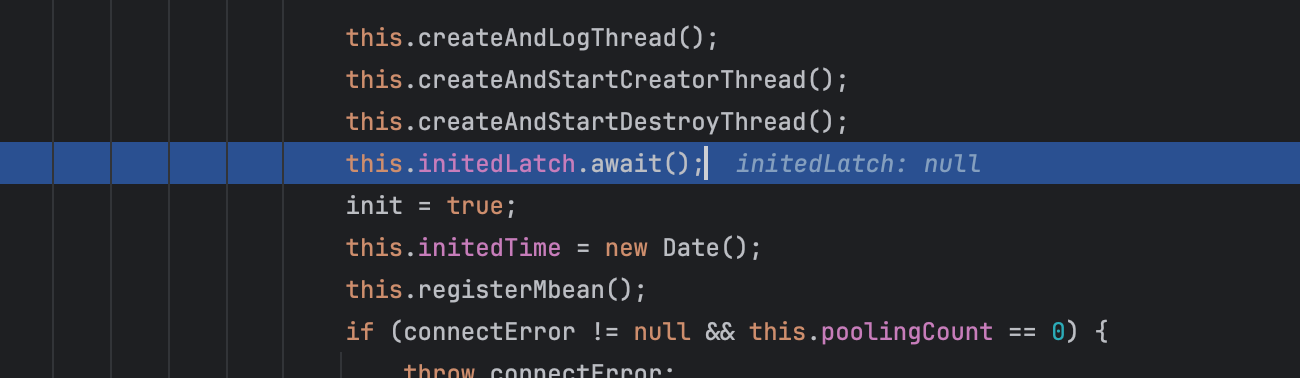 this.createAndLogThread();
this.createAndStartCreatorThread();
this.createAndStartDestroyThread();
this.initedLatch.await(); initedLatch: null
init = true;
this.initedTime = new Date();
this.registerMbean();
if (connectError != null && this.poolingCount == 0) {
throw connectError;